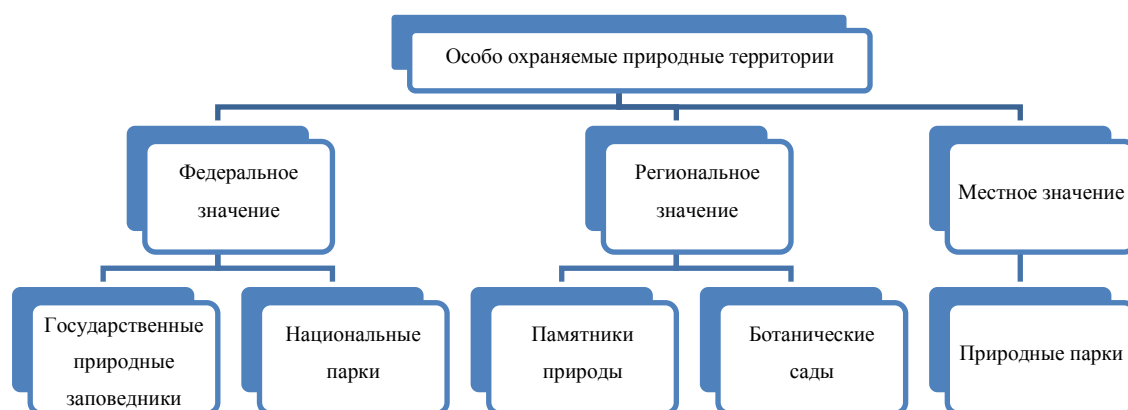 Особо охраняемые природные территории
Федеральное
значение
Региональное
значение
Местное значение
Государственные
природные
заповедники
Национальные
парки
Памятники
природы
Ботанические
сады
Природные парки